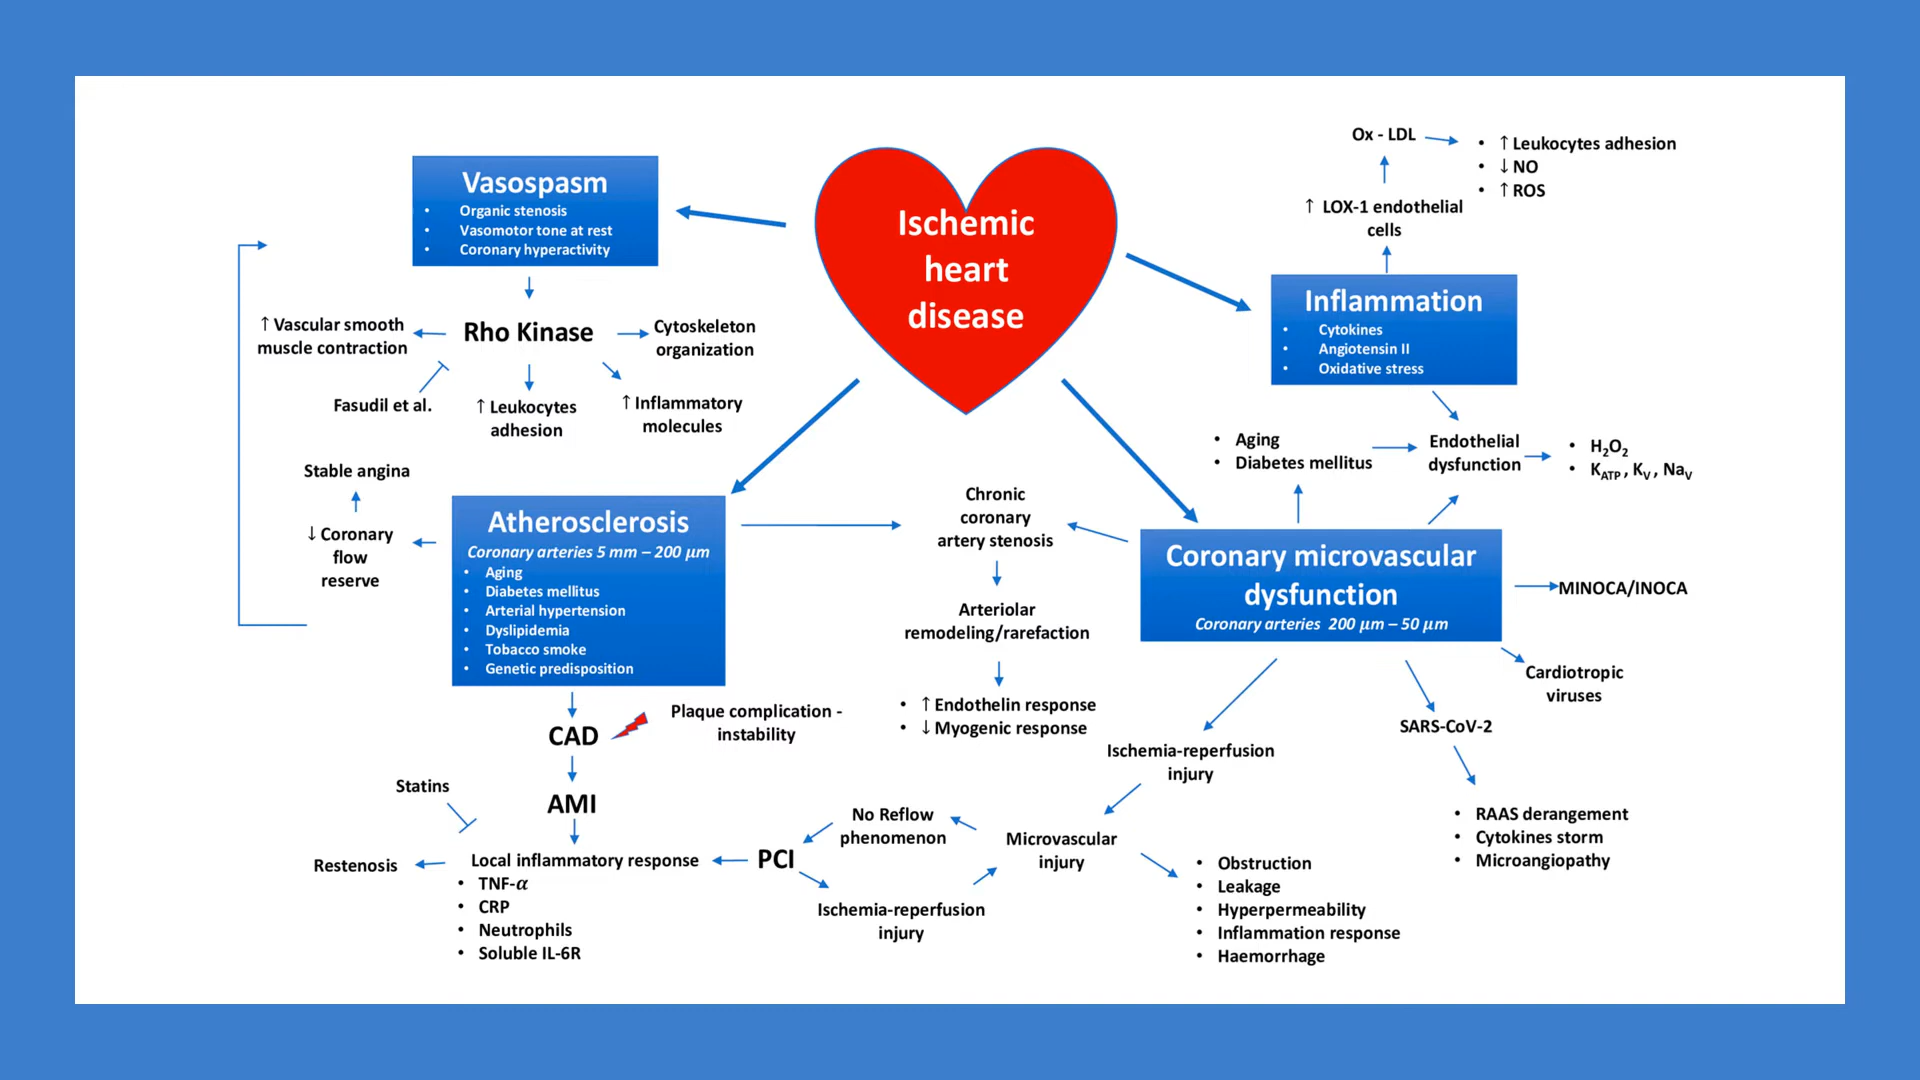 Ischemic
heart
disease
Vasospasm
• Organic stenosis
• Vasomotor tone at rest
• Coronary hyperactivity
Rho Kinase
↑ Vascular smooth
muscle contraction
Cytoskeleton
organization
Fasudil et al.
↑ Leukocytes
adhesion
↑ Inflammatory
molecules
Stable angina
↓ Coronary
flow
reserve
Atherosclerosis
Coronary arteries 5 mm – 200 μm
• Aging
• Diabetes mellitus
• Arterial hypertension
• Dyslipidemia
• Tobacco smoke
• Genetic predisposition
CAD
Plaque complication -
instability
AMI
Statins
Restenosis
Local inflammatory response
• TNF-α
• CRP
• Neutrophils
• Soluble IL-6R
PCI
No Reflow
phenomenon
Ischemia-reperfusion
injury
Microvascular
injury
Chronic
coronary
artery stenosis
Arteriolar
remodeling/rarefaction
• ↑ Endothelin response
• ↓ Myogenic response
Ox - LDL
• ↑ Leukocytes adhesion
• ↓ NO
• ↑ ROS
↑ LOX-1 endothelial
cells
Inflammation
• Cytokines
• Angiotensin II
• Oxidative stress
• Aging
• Diabetes mellitus
Endothelial
dysfunction
• H₂O₂
• K_ATP , K_V , Na_V
Coronary microvascular
dysfunction
Coronary arteries 200 μm – 50 μm
MINOCA/INOCA
Cardiotropic
viruses
SARS-CoV-2
• RAAS derangement
• Cytokines storm
• Microangiopathy
Ischemia-reperfusion
injury
• Obstruction
• Leakage
• Hyperpermeability
• Inflammation response
• Haemorrhage